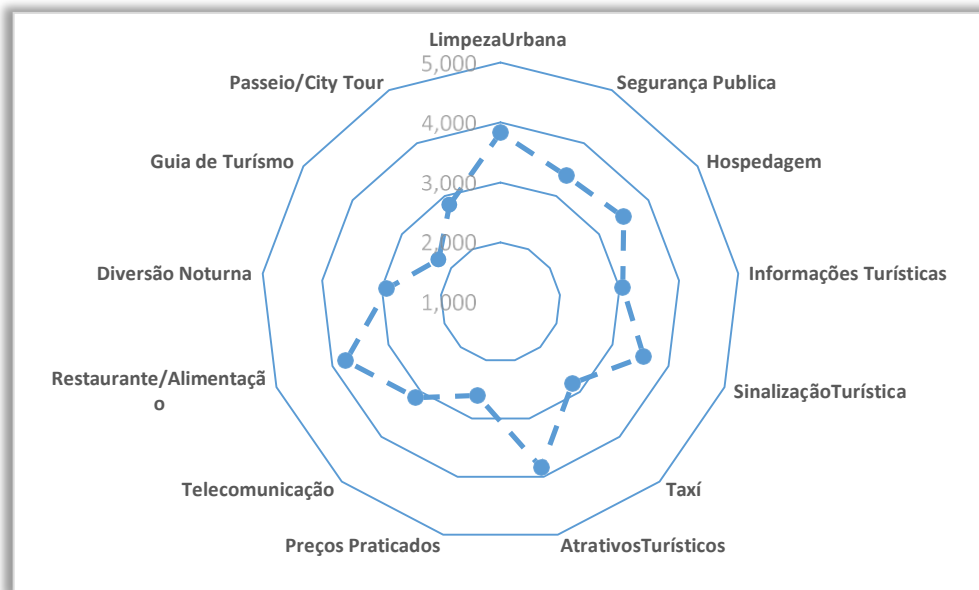 LimpezaUrbana
5,000
Passeio/City Tour
Segurança Publica
4,000
Guia de Turísmo
Hospedagem
3,000
2,000
Diversão Noturna
Informações Turísticas
1,000
Restaurante/Alimentaçã
o
SinalizaçãoTurística
Telecomunicação
Taxí
Preços Praticados
AtrativosTurísticos